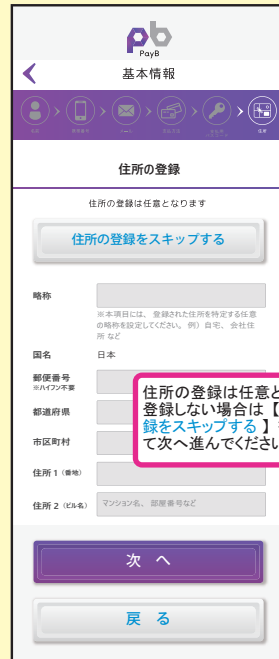 pb
PayB
基本情報
住所
住所の登録
住所の登録は任意となります
住所の登録をスキップする
略称
※本項目には、登録された住所を特定する任意
の略称を設定してください。例）自宅、会社住
所 など
国名 日本
郵便番号
※ハイフン不要
住所の登録は任意と
登録しない場合は【
録をスキップする】
て次へ進んでください
都道府県
市区町村
住所1（番地）
住所2（ビル名） マンション名、部屋番号など
次 へ
戻 る